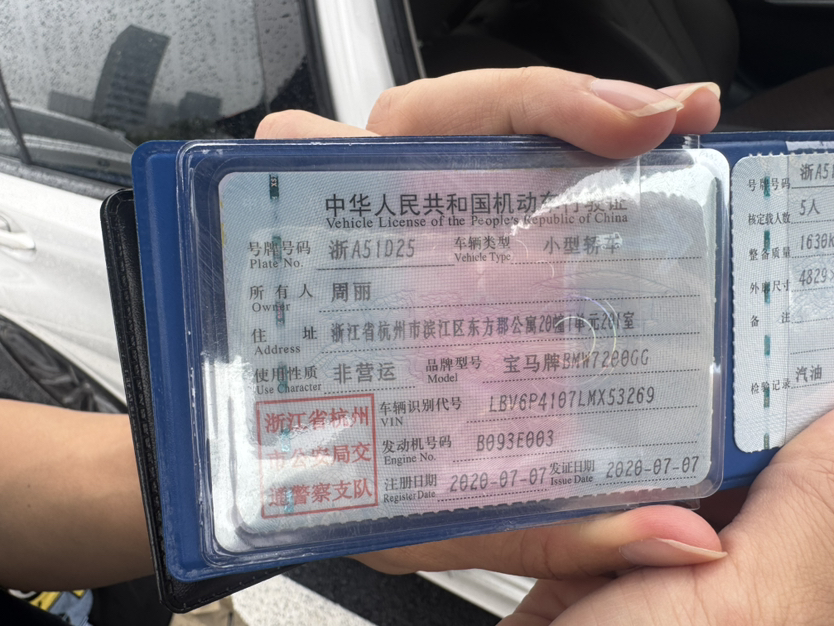 中华人民共和国机动车行驶证
Vehicle License of the People's Republic of China
号牌号码 浙A51D25 车辆类型 小型轿车
Plate No. Vehicle Type
所有人 周丽
Owner
住址 浙江省杭州市滨江区东方郡公寓20幢1单元201室
Address
使用性质 非营运 品牌型号 宝马牌
Use Character Model
车辆识别代号 LBV6P4107LMX53269
VIN
发动机号码 B093E003
Engine No.
注册日期 2020-07-07 发证日期 2020-07-07
Register Date Issue Date
浙江省杭州
市公安局交
通警察支队
号牌号码 浙A51
核定载人数 5人
整备质量 1630K
外廓尺寸 4829
备注
检验记录 汽油